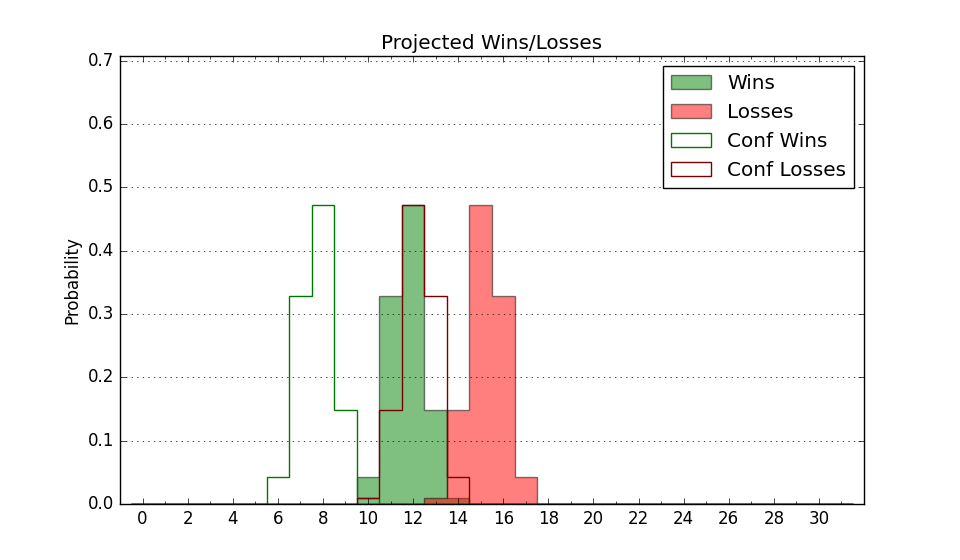 Projected Wins/Losses
0.7
0.6
0.5
0.4
0.3
0.2
0.1
0.0
Probability
Wins
Losses
Conf Wins
Conf Losses
0 2 4 6 8 10 12 14 16 18 20 22 24 26 28 30